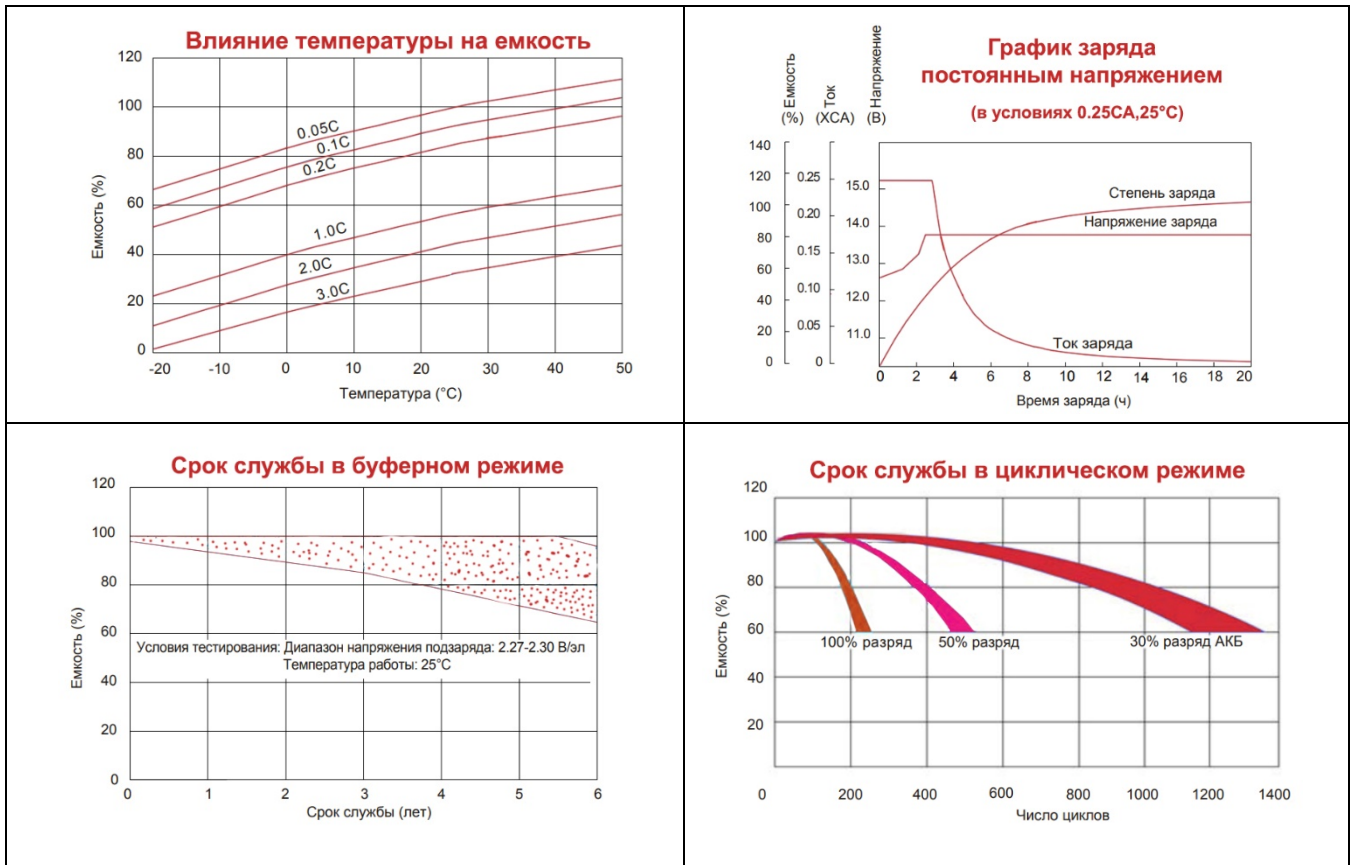 Влияние температуры на емкость
120
100
80
60
40
20
0
Емкость (%)
0.05C
0.1C
0.2C
1.0C
2.0C
3.0C
-20 -10 0 10 20 30 40 50
Температура (°C)
График заряда
постоянным напряжением
(в условиях 0.25CA,25°C)
Емкость (%)
Ток (XCA)
Напряжение (В)
140
120
100
80
60
40
20
0
0.25
0.20
0.15
0.10
0.05
0
15.0
14.0
13.0
12.0
11.0
Степень заряда
Напряжение заряда
Ток заряда
0 2 4 6 8 10 12 14 16 18 20
Время заряда (ч)
Срок службы в буферном режиме
120
100
80
60
40
20
0
Емкость (%)
Условия тестирования: Диапазон напряжения подзаряда: 2.27-2.30 В/эл
Температура работы: 25°C
0 1 2 3 4 5 6
Срок службы (лет)
Срок службы в циклическом режиме
120
100
80
60
40
20
Емкость (%)
100% разряд
50% разряд
30% разряд АКБ
0 200 400 600 800 1000 1200 1400
Число циклов